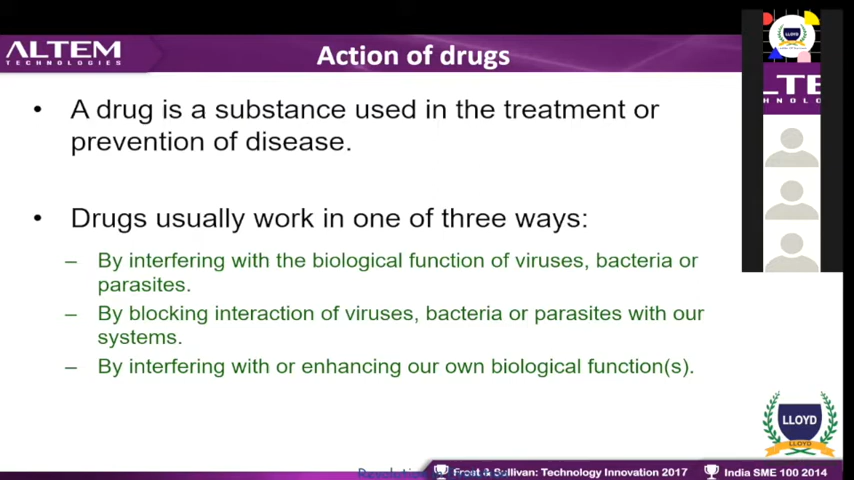 ALTEM
TECHNOLOGIES
Action of drugs
• A drug is a substance used in the treatment or
prevention of disease.
• Drugs usually work in one of three ways:
– By interfering with the biological function of viruses, bacteria or
parasites.
– By blocking interaction of viruses, bacteria or parasites with our
systems.
– By interfering with or enhancing our own biological function(s).
LLOYD
LTEM
HNOLO
LLOYD
Frost & Sullivan: Technology Innovation 2017
India SME 100 2014